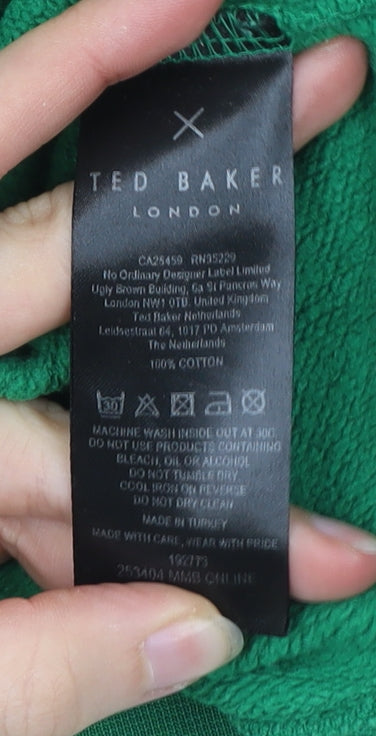 TED BAKER
LONDON
CA25459 RN95229
No Ordinary Designer Label Limited
Ugly Brown Building, 6a St Pancras Way
London NW1 0TB. United Kingdom
Ted Baker Netherlands
Leidsestraat 64, 1017 PD Amsterdam
The Netherlands
100% COTTON
30
MACHINE WASH INSIDE OUT AT 30C.
DO NOT USE PRODUCTS CONTAINING
BLEACH, OIL OR ALCOHOL
DO NOT TUMBLE DRY
COOL IRON ON REVERSE
DO NOT DRY CLEAN
MADE IN TURKEY
MADE WITH CARE, WEAR WITH PRIDE
192773
253404 MMB ONLINE